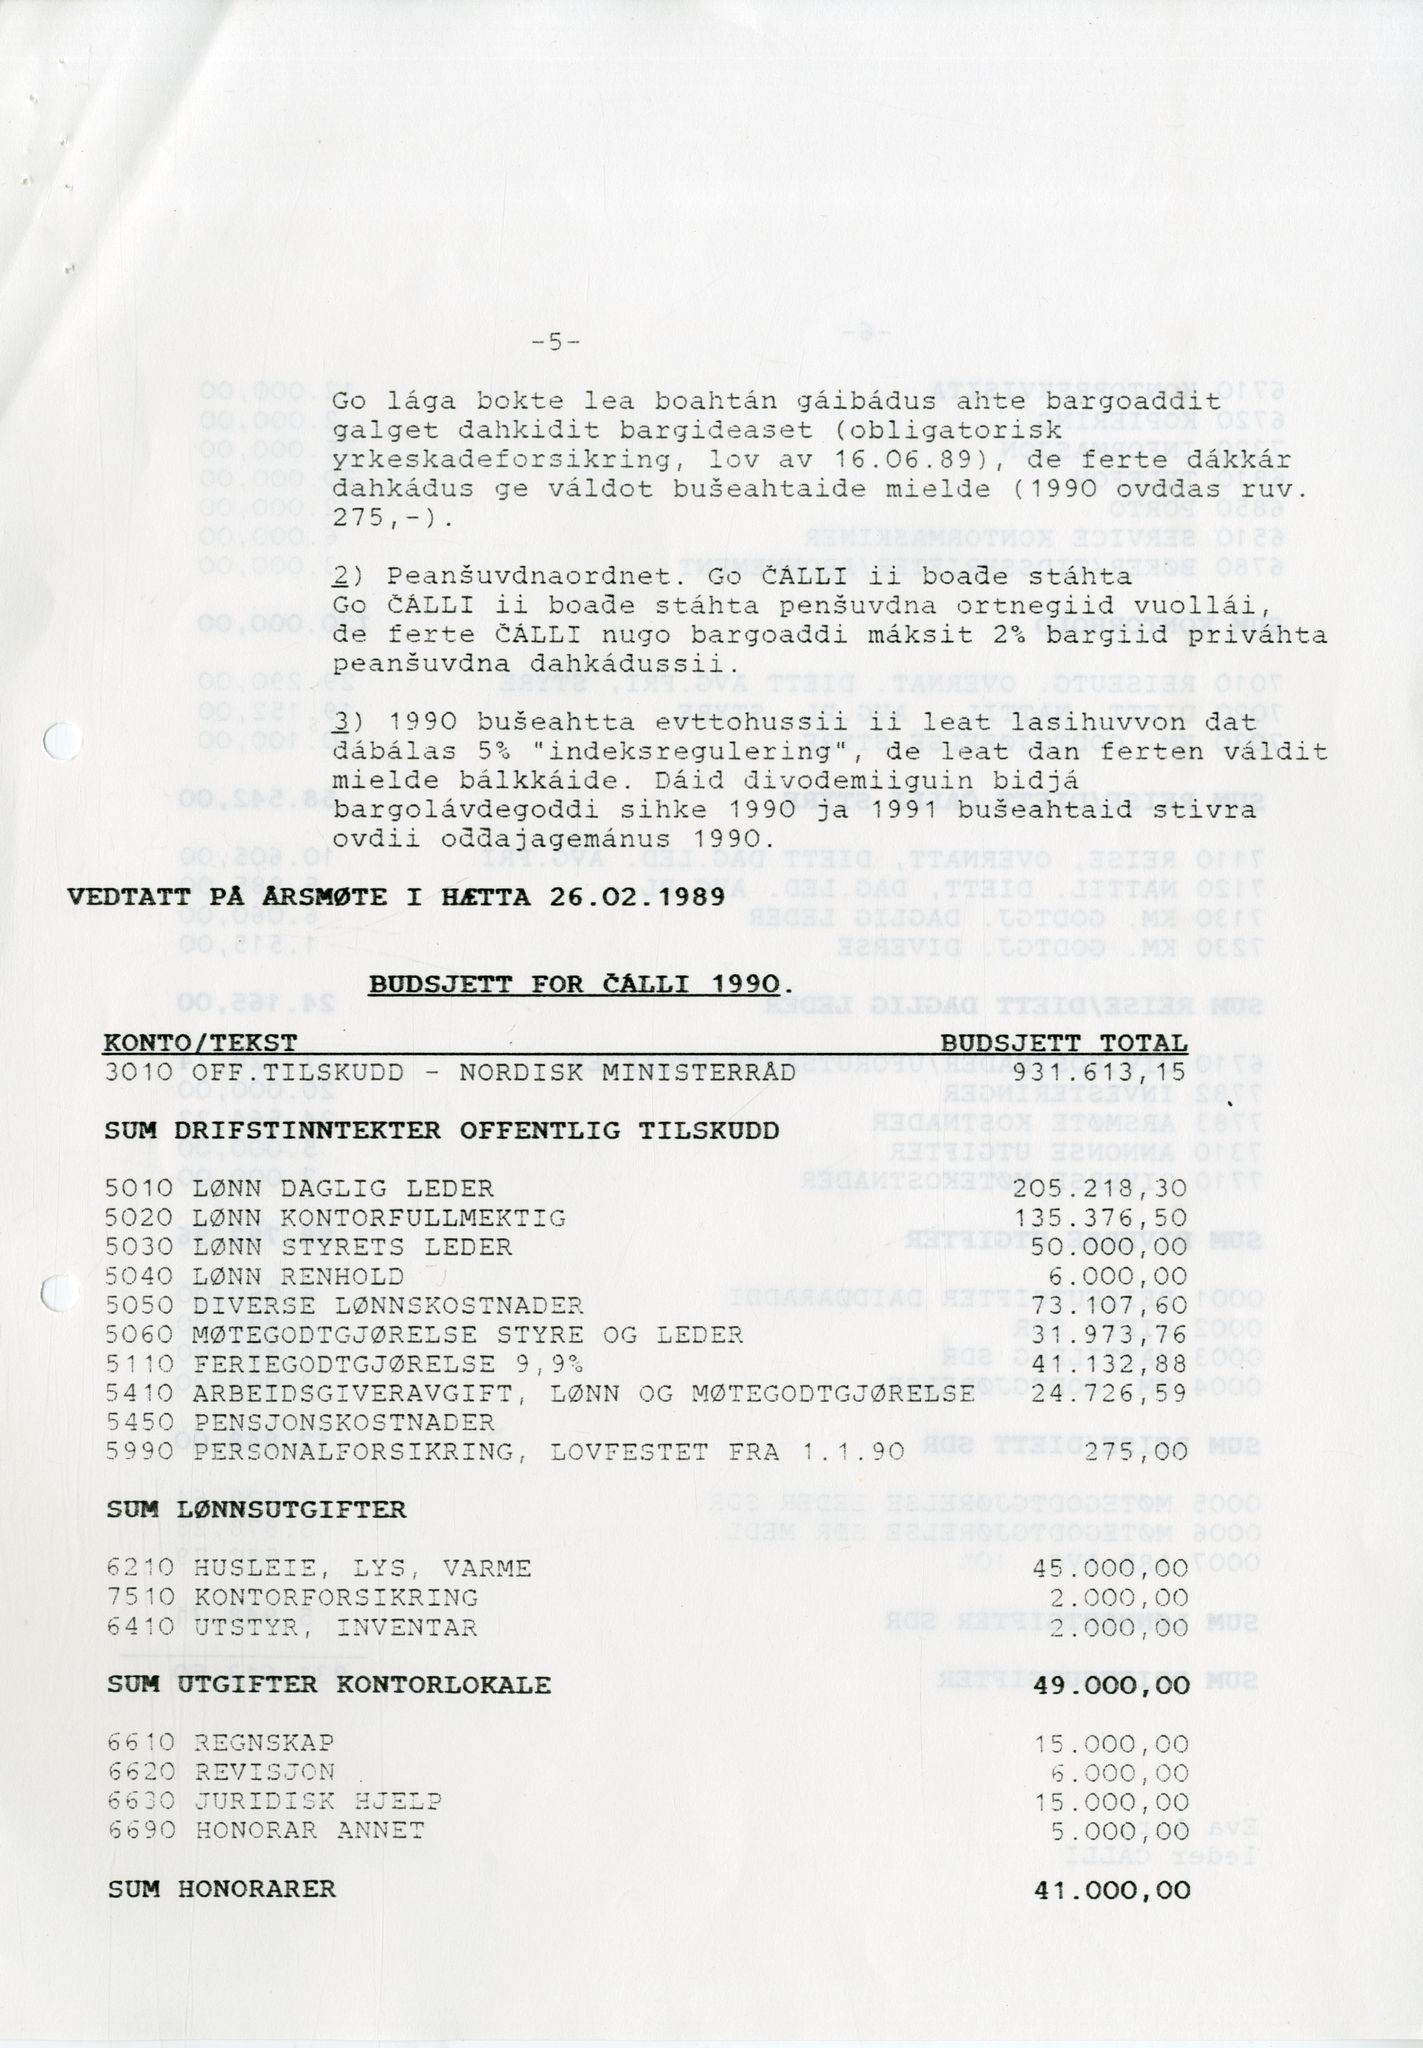 -5-
Go lága bokte lea boahtán gáibádus ahte bargoaddit
galget dahkidit bargideaset (obligatorisk
yrkeskadeforsikring, lov av 16.06.89), de ferte dákkár
dahkádus ge váldot bušeahtaide mielde (1990 ovddas ruv.
275,-).
2) Peanšuvdnaordnet. Go ČÁLLI ii boađe stáhta
Go ČÁLLI ii boađe stáhta penšuvdna ortnegiid vuollái,
de ferte ČÁLLI nugo bargoaddi máksit 2% bargiid priváhta
peanšuvdna dahkádussii.
3) 1990 bušeahtta evttohussii ii leat lasihuvvon dat
dábálas 5% "indeksregulering", de leat dan ferten váldit
mielde bálkkáide. Dáid divodemiiguin bidjá
bargolávdegoddi sihke 1990 ja 1991 bušeahtaid stivra
ovdii ođđajagemánus 1990.
VEDTATT PÅ ÅRSMØTE I HÆTTA 26.02.1989
BUDSJETT FOR ČÁLLI 1990.
KONTO/TEKST BUDSJETT TOTAL
3010 OFF.TILSKUDD - NORDISK MINISTERRÅD 931.613,15
SUM DRIFSTINNTEKTER OFFENTLIG TILSKUDD
5010 LØNN DAGLIG LEDER 205.218,30
5020 LØNN KONTORFULLMEKTIG 135.376,50
5030 LØNN STYRETS LEDER 50.000,00
5040 LØNN RENHOLD 6.000,00
5050 DIVERSE LØNNSKOSTNADER 73.107,60
5060 MØTEGODTGJØRELSE STYRE OG LEDER 31.973,76
5110 FERIEGODTGJØRELSE 9,9% 41.132,88
5410 ARBEIDSGIVERAVGIFT, LØNN OG MØTEGODTGJØRELSE 24.726,59
5450 PENSJONSKOSTNADER
5990 PERSONALFORSIKRING, LOVFESTET FRA 1.1.90 275,00
SUM LØNNSUTGIFTER
6210 HUSLEIE, LYS, VARME 45.000,00
7510 KONTORFORSIKRING 2.000,00
6410 UTSTYR, INVENTAR 2.000,00
SUM UTGIFTER KONTORLOKALE 49.000,00
6610 REGNSKAP 15.000,00
6620 REVISJON 6.000,00
6630 JURIDISK HJELP 15.000,00
6690 HONORAR ANNET 5.000,00
SUM HONORARER 41.000,00